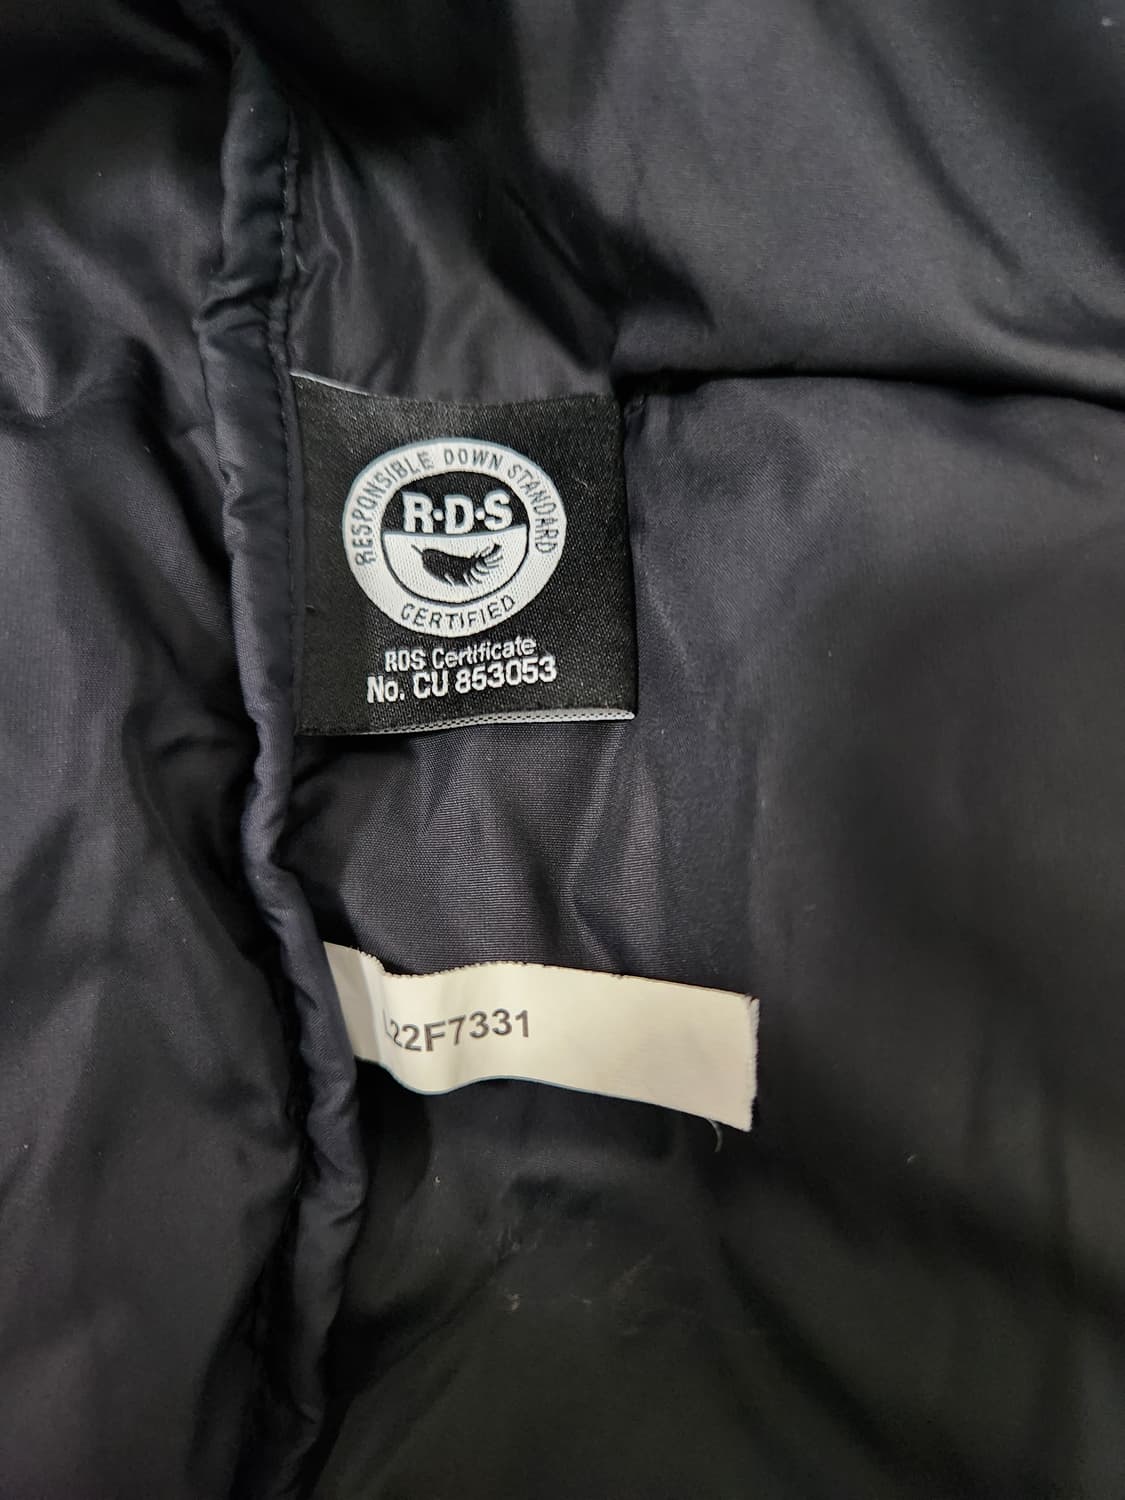 RESPONSIBLE DOWN STANDARD
R·D·S
CERTIFIED
RDS Certificate
No. CU 853053
22F7331